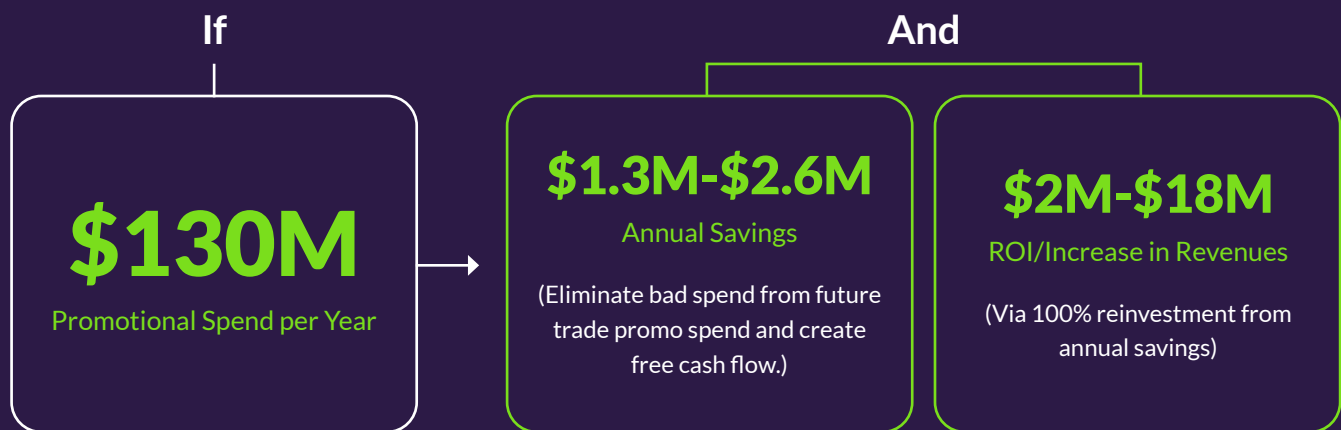 If
$130M
Promotional Spend per Year
And
$1.3M-$2.6M
Annual Savings
(Eliminate bad spend from future
trade promo spend and create
free cash flow.)
$2M-$18M
ROI/Increase in Revenues
(Via 100% reinvestment from
annual savings)